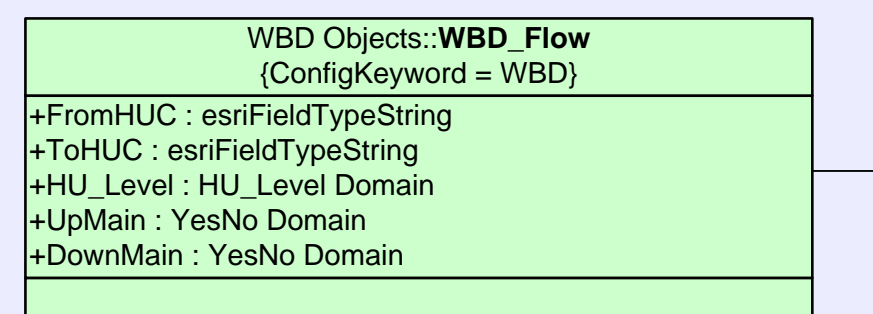 WBD Objects::WBD_Flow
{ConfigKeyword = WBD}
+FromHUC : esriFieldTypeString
+ToHUC : esriFieldTypeString
+HU_Level : HU_Level Domain
+UpMain : YesNo Domain
+DownMain : YesNo Domain